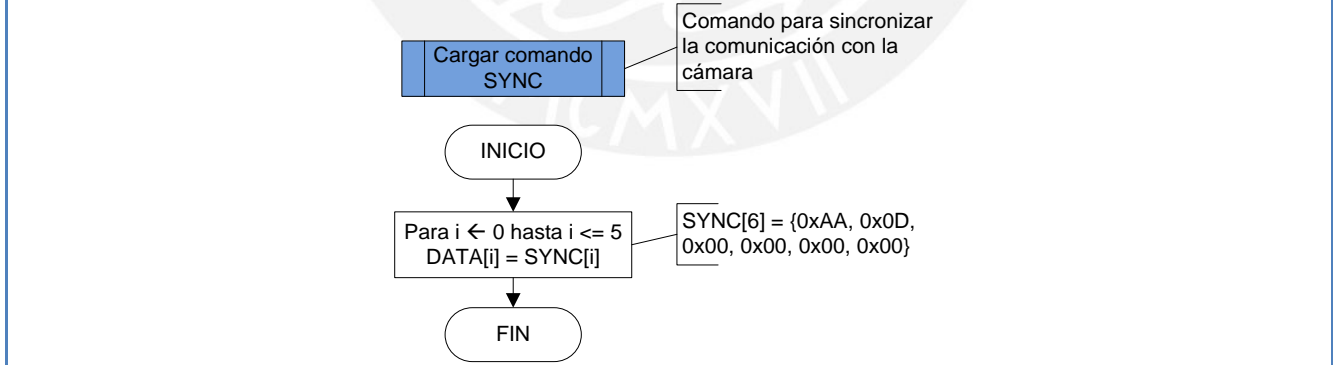 Comando para sincronizar
la comunicación con la
cámara
Cargar comando
SYNC
INICIO
Para i ← 0 hasta i <= 5
DATA[i] = SYNC[i]
SYNC[6] = {0xAA, 0x0D,
0x00, 0x00, 0x00, 0x00}
FIN